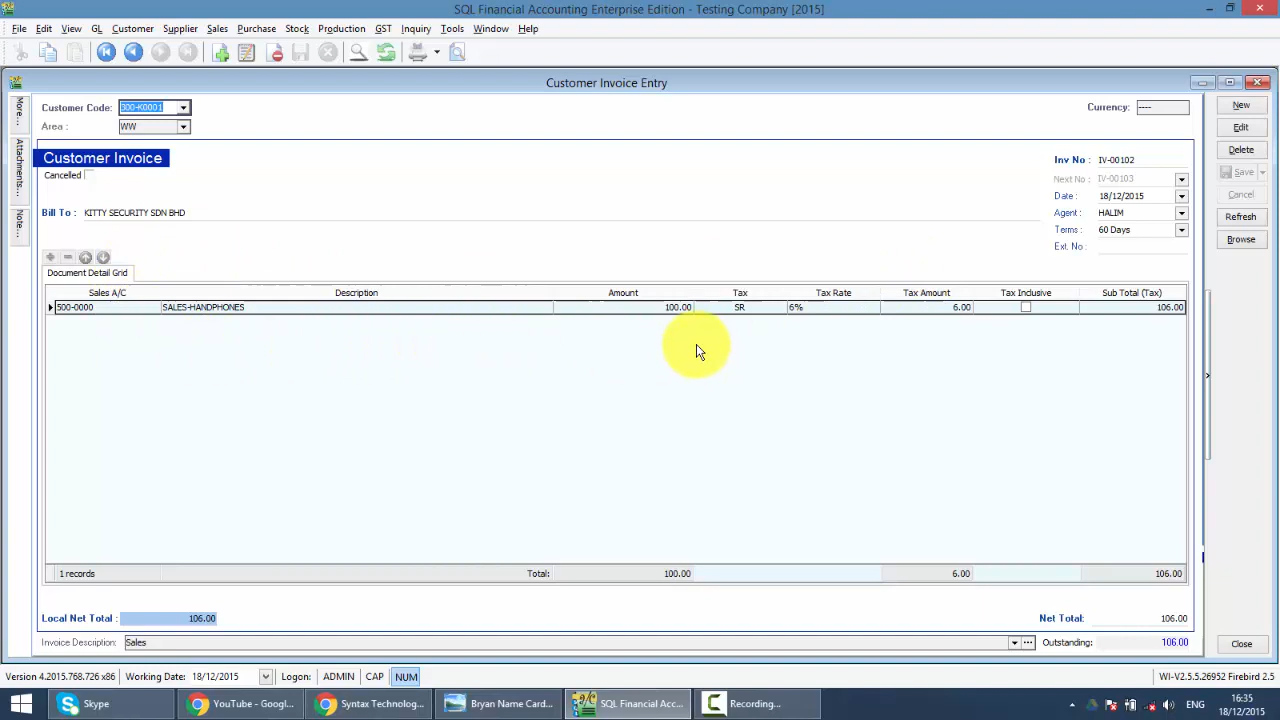 SQL Financial Accounting Enterprise Edition - Testing Company [2015]
File Edit View GL Customer Supplier Sales Purchase Stock Production GST Inquiry Tools Window Help
Customer Invoice Entry
More...
Attachments...
Note...
Customer Code: 300-K0001
Currency: ----
New
Area : WW
Edit
Customer Invoice
Delete
Inv No : IV-00102
Cancelled
Next No : IV-00103
Save
Date : 18/12/2015
Cancel
Bill To : KITTY SECURITY SDN BHD
Agent : HALIM
Refresh
Terms : 60 Days
Browse
Ext. No :
Document Detail Grid
Sales A/C Description Amount Tax Tax Rate Tax Amount Tax Inclusive Sub Total (Tax)
500-0000 SALES-HANDPHONES 100.00 SR 6% 6.00 106.00
1 records Total: 100.00 6.00 106.00
Local Net Total : 106.00 Net Total: 106.00
Invoice Description: Sales Outstanding: 106.00
Close
Version 4.2015.768.726 x86 Working Date: 18/12/2015 Logon: ADMIN CAP NUM WI-V2.5.5.26952 Firebird 2.5
Skype YouTube - Googl... Syntax Technolog... Bryan Name Card... SQL Financial Acc... Recording... ENG 16:35
18/12/2015